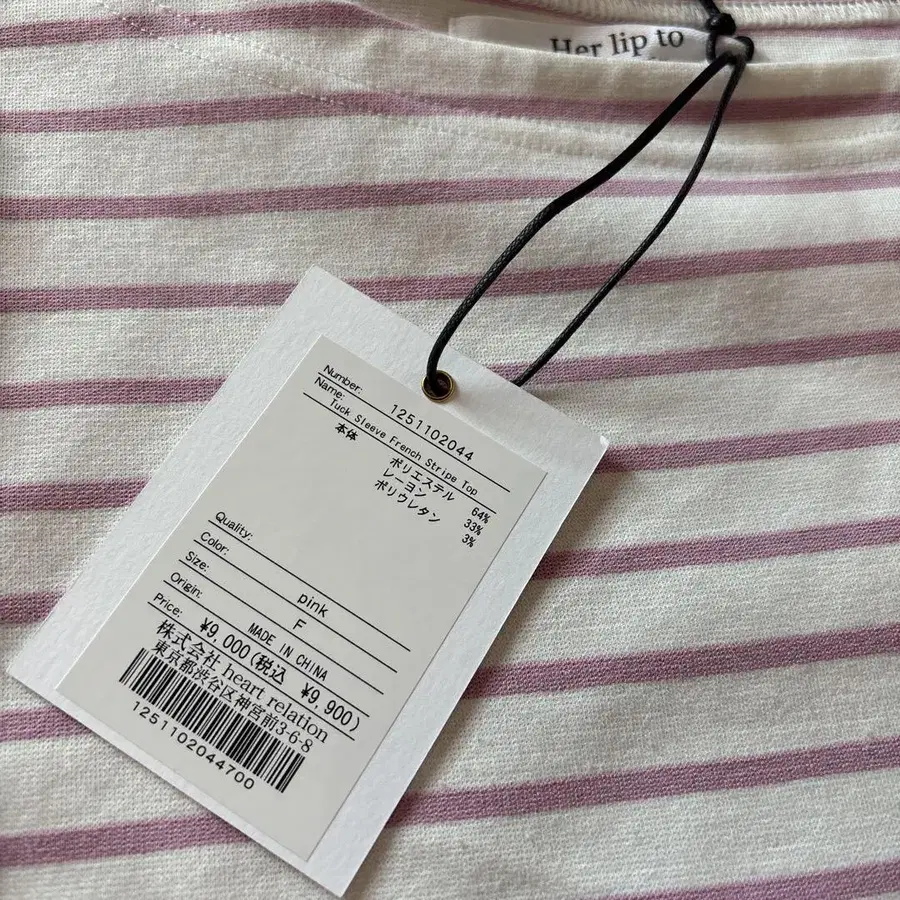 Her lip to
Number: 1251102044
Name: Tuck Sleeve French Stripe Top
本体
ポリエステル 64%
レーヨン 33%
ポリウレタン 3%
Quality:
Color: pink
Size: F
Origin: MADE IN CHINA
Price: ¥9,000(税込 ¥9,900)
株式会社 heart relation
東京都渋谷区神宮前3-6-8
1251102044700